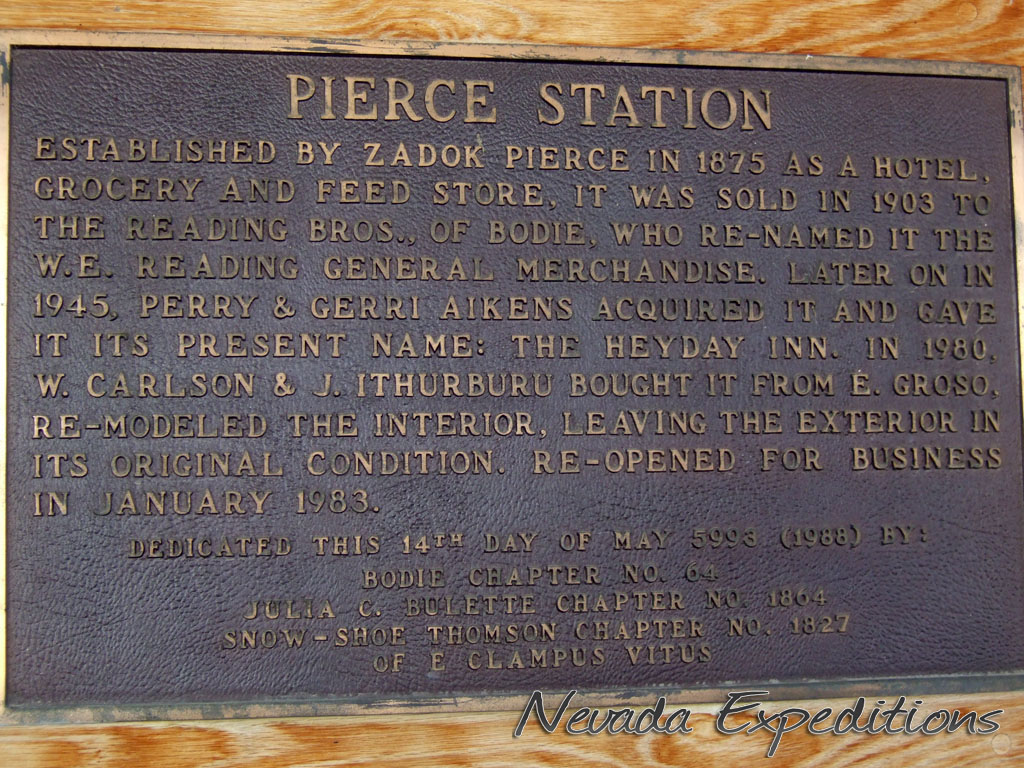 PIERCE STATION
ESTABLISHED BY ZADOK PIERCE IN 1875 AS A HOTEL,
GROCERY AND FEED STORE, IT WAS SOLD IN 1903 TO
THE READING BROS., OF BODIE, WHO RE-NAMED IT THE
W.E. READING GENERAL MERCHANDISE. LATER ON IN
1945, PERRY & GERRI AIKENS ACQUIRED IT AND GAVE
IT ITS PRESENT NAME: THE HEYDAY INN. IN 1980,
W. CARLSON & J. ITHURBURU BOUGHT IT FROM E. GROSO,
RE-MODELED THE INTERIOR, LEAVING THE EXTERIOR IN
ITS ORIGINAL CONDITION. RE-OPENED FOR BUSINESS
IN JANUARY 1983.
DEDICATED THIS 14TH DAY OF MAY 5993 (1988) BY:
BODIE CHAPTER NO. 64
JULIA C. BULETTE CHAPTER NO. 1864
SNOW-SHOE THOMSON CHAPTER NO. 1827
OF E CLAMPUS VITUS
Nevada Expeditions